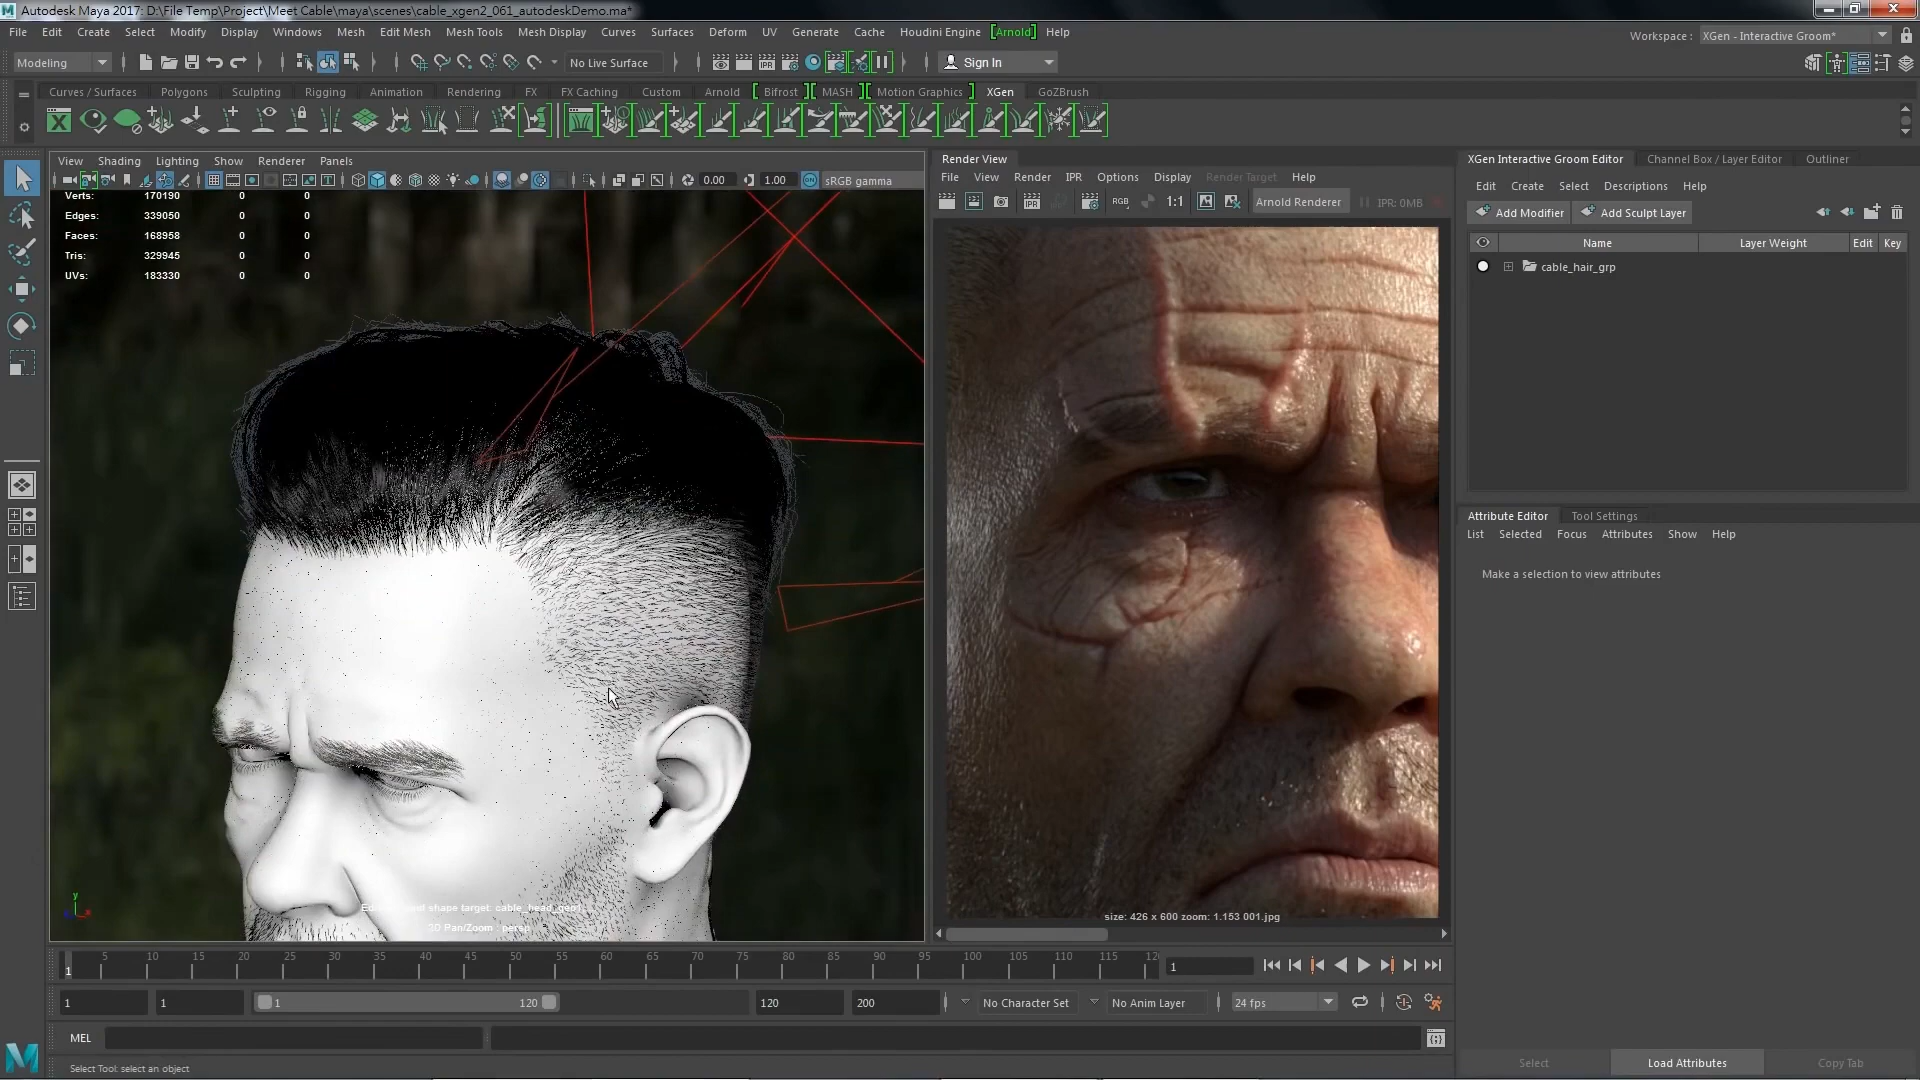 Autodesk Maya 2017: D:\File Temp\Project\Meet Cable\maya\scenes\cable_xgen2_061_autodeskDemo.ma*
File Edit Create Select Modify Display Windows Mesh Edit Mesh Mesh Tools Mesh Display Curves Surfaces Deform UV Generate Cache Houdini Engine [Arnold] Help
Workspace : XGen - Interactive Groom*
Modeling No Live Surface Sign In
Curves / Surfaces Polygons Sculpting Rigging Animation Rendering FX FX Caching Custom Arnold Bifrost MASH Motion Graphics XGen GoZBrush
View Shading Lighting Show Renderer Panels
0.00 1.00 sRGB gamma
Verts: 170190 0 0
Edges: 339050 0 0
Faces: 168958 0 0
Tris: 329945 0 0
UVs: 183330 0 0
2D Pan/Zoom : persp
Render View
File View Render IPR Options Display Render Target Help
IPR RGB 1:1 Arnold Renderer IPR: 0MB
size: 426 x 600 zoom: 1.153 001.jpg
XGen Interactive Groom Editor Channel Box / Layer Editor Outliner
Edit Create Select Descriptions Help
Add Modifier Add Sculpt Layer
Name Layer Weight Edit Key
cable_hair_grp
Attribute Editor Tool Settings
List Selected Focus Attributes Show Help
Make a selection to view attributes
Select Load Attributes Copy Tab
1 5 10 15 20 25 30 35 40 45 50 55 60 65 70 75 80 85 90 95 100 105 110 115 12
1
1 1 1 120 120 200 No Character Set No Anim Layer 24 fps
MEL
Select Tool: select an object